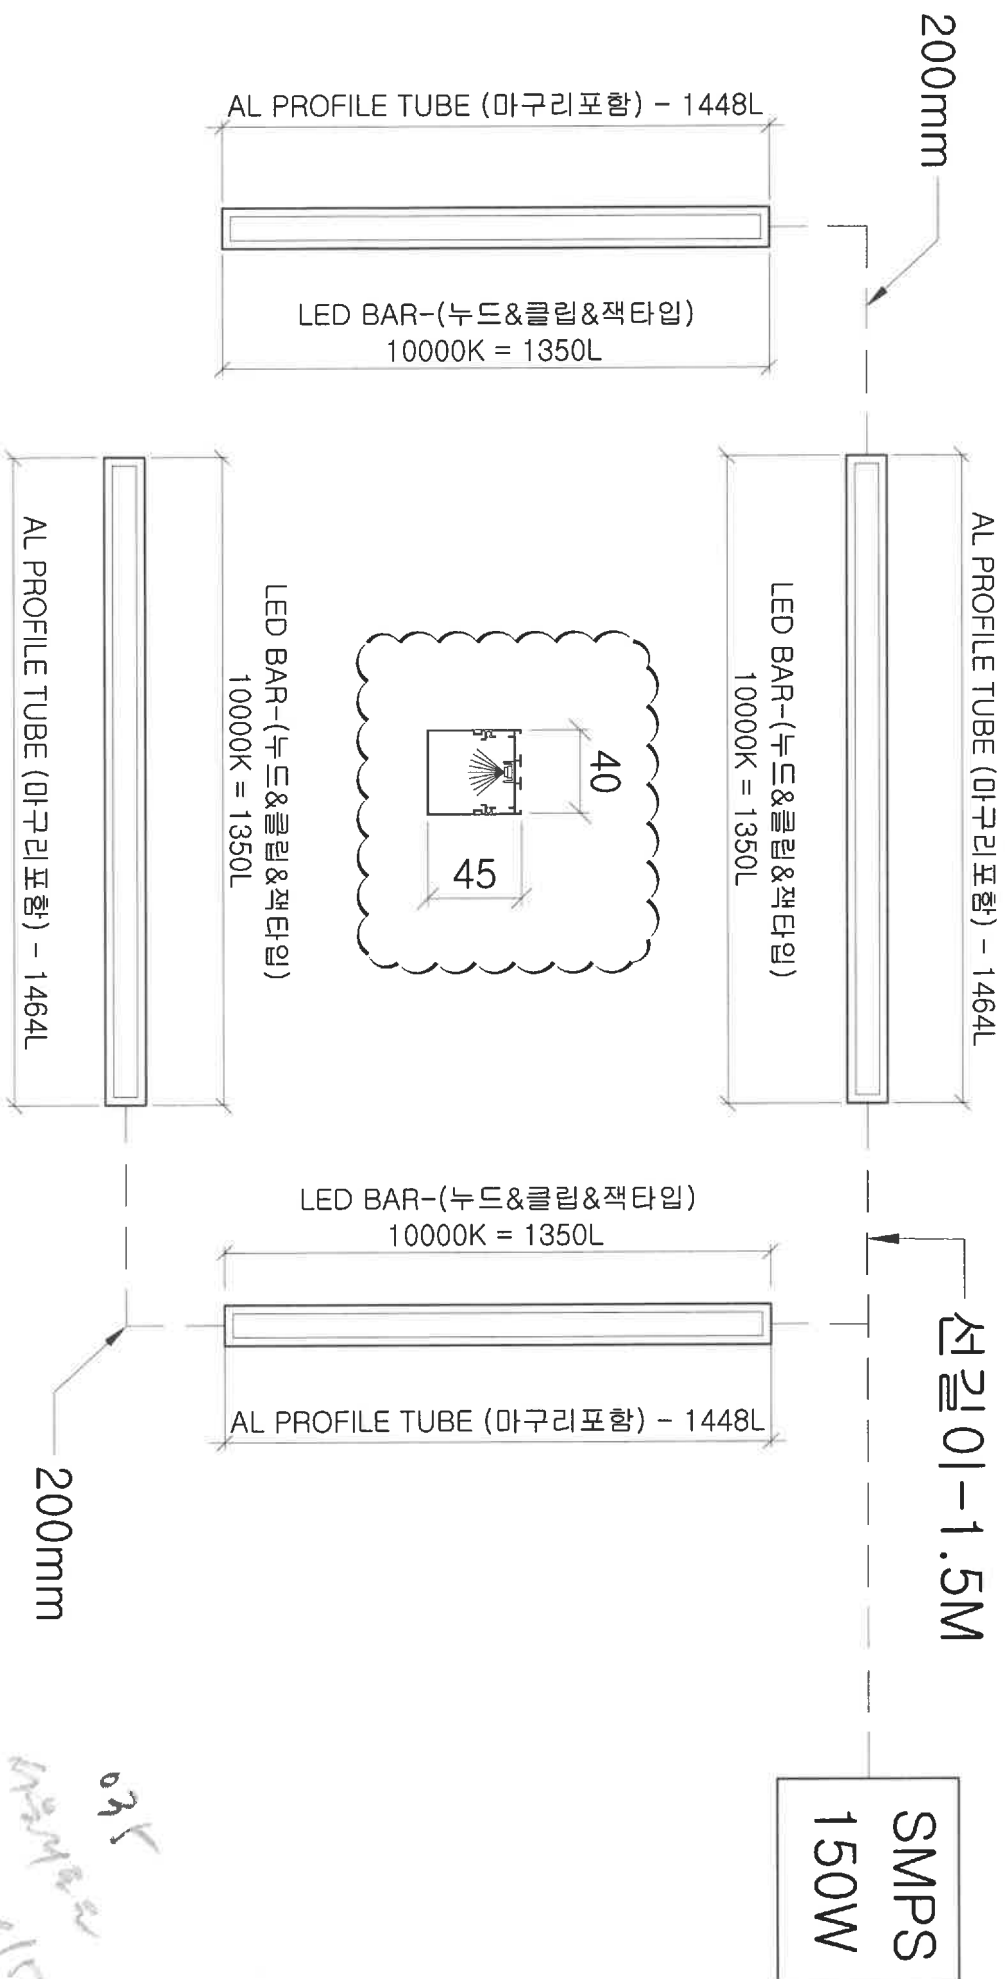 200mm
AL PROFILE TUBE (마구리포함) - 1448L
LED BAR-(누드&클립&잭타입)
10000K = 1350L
AL PROFILE TUBE (마구리포함) - 1464L
LED BAR-(누드&클립&잭타입)
10000K = 1350L
40
45
LED BAR-(누드&클립&잭타입)
10000K = 1350L
AL PROFILE TUBE (마구리포함) - 1464L
LED BAR-(누드&클립&잭타입)
10000K = 1350L
AL PROFILE TUBE (마구리포함) - 1448L
선길이-1.5M
200mm
SMPS
150W